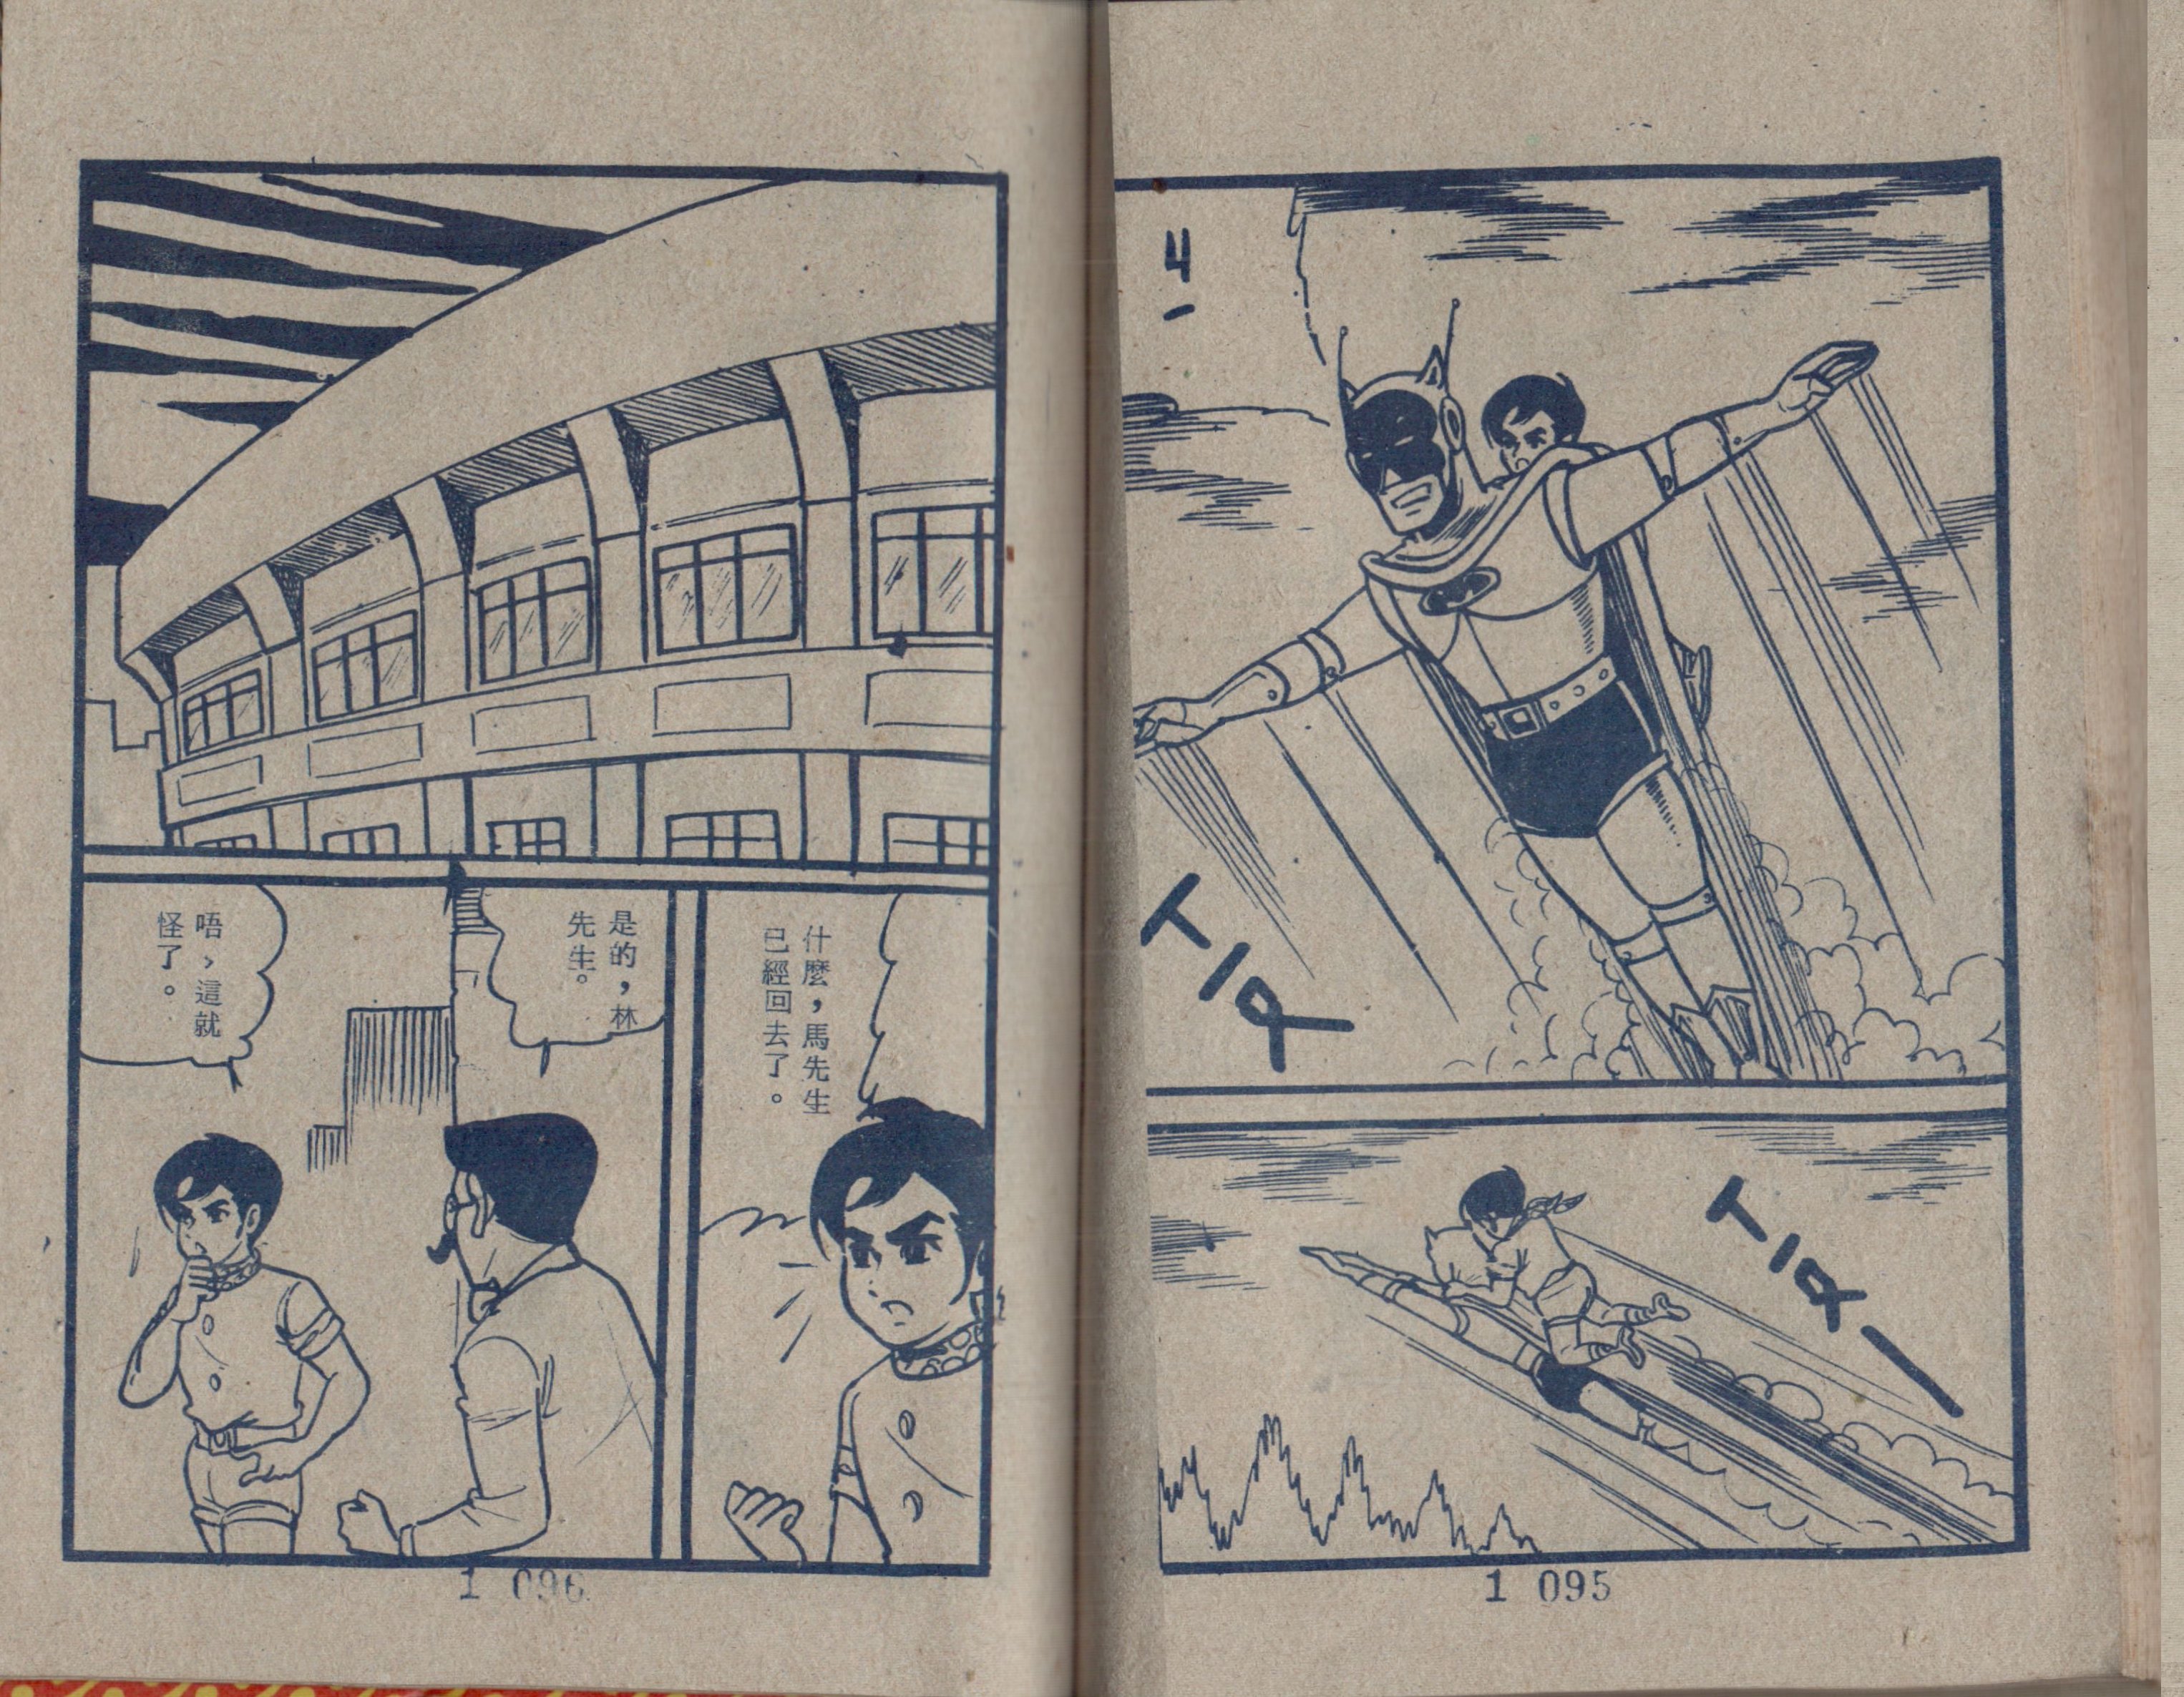 ㄐ
ㄧ
ㄒㄧㄡ
ㄒㄧㄡㄧ
1 095
什麼，馬先生
已經回去了。
是的，林
先生。
唔，這就
怪了。
1 096